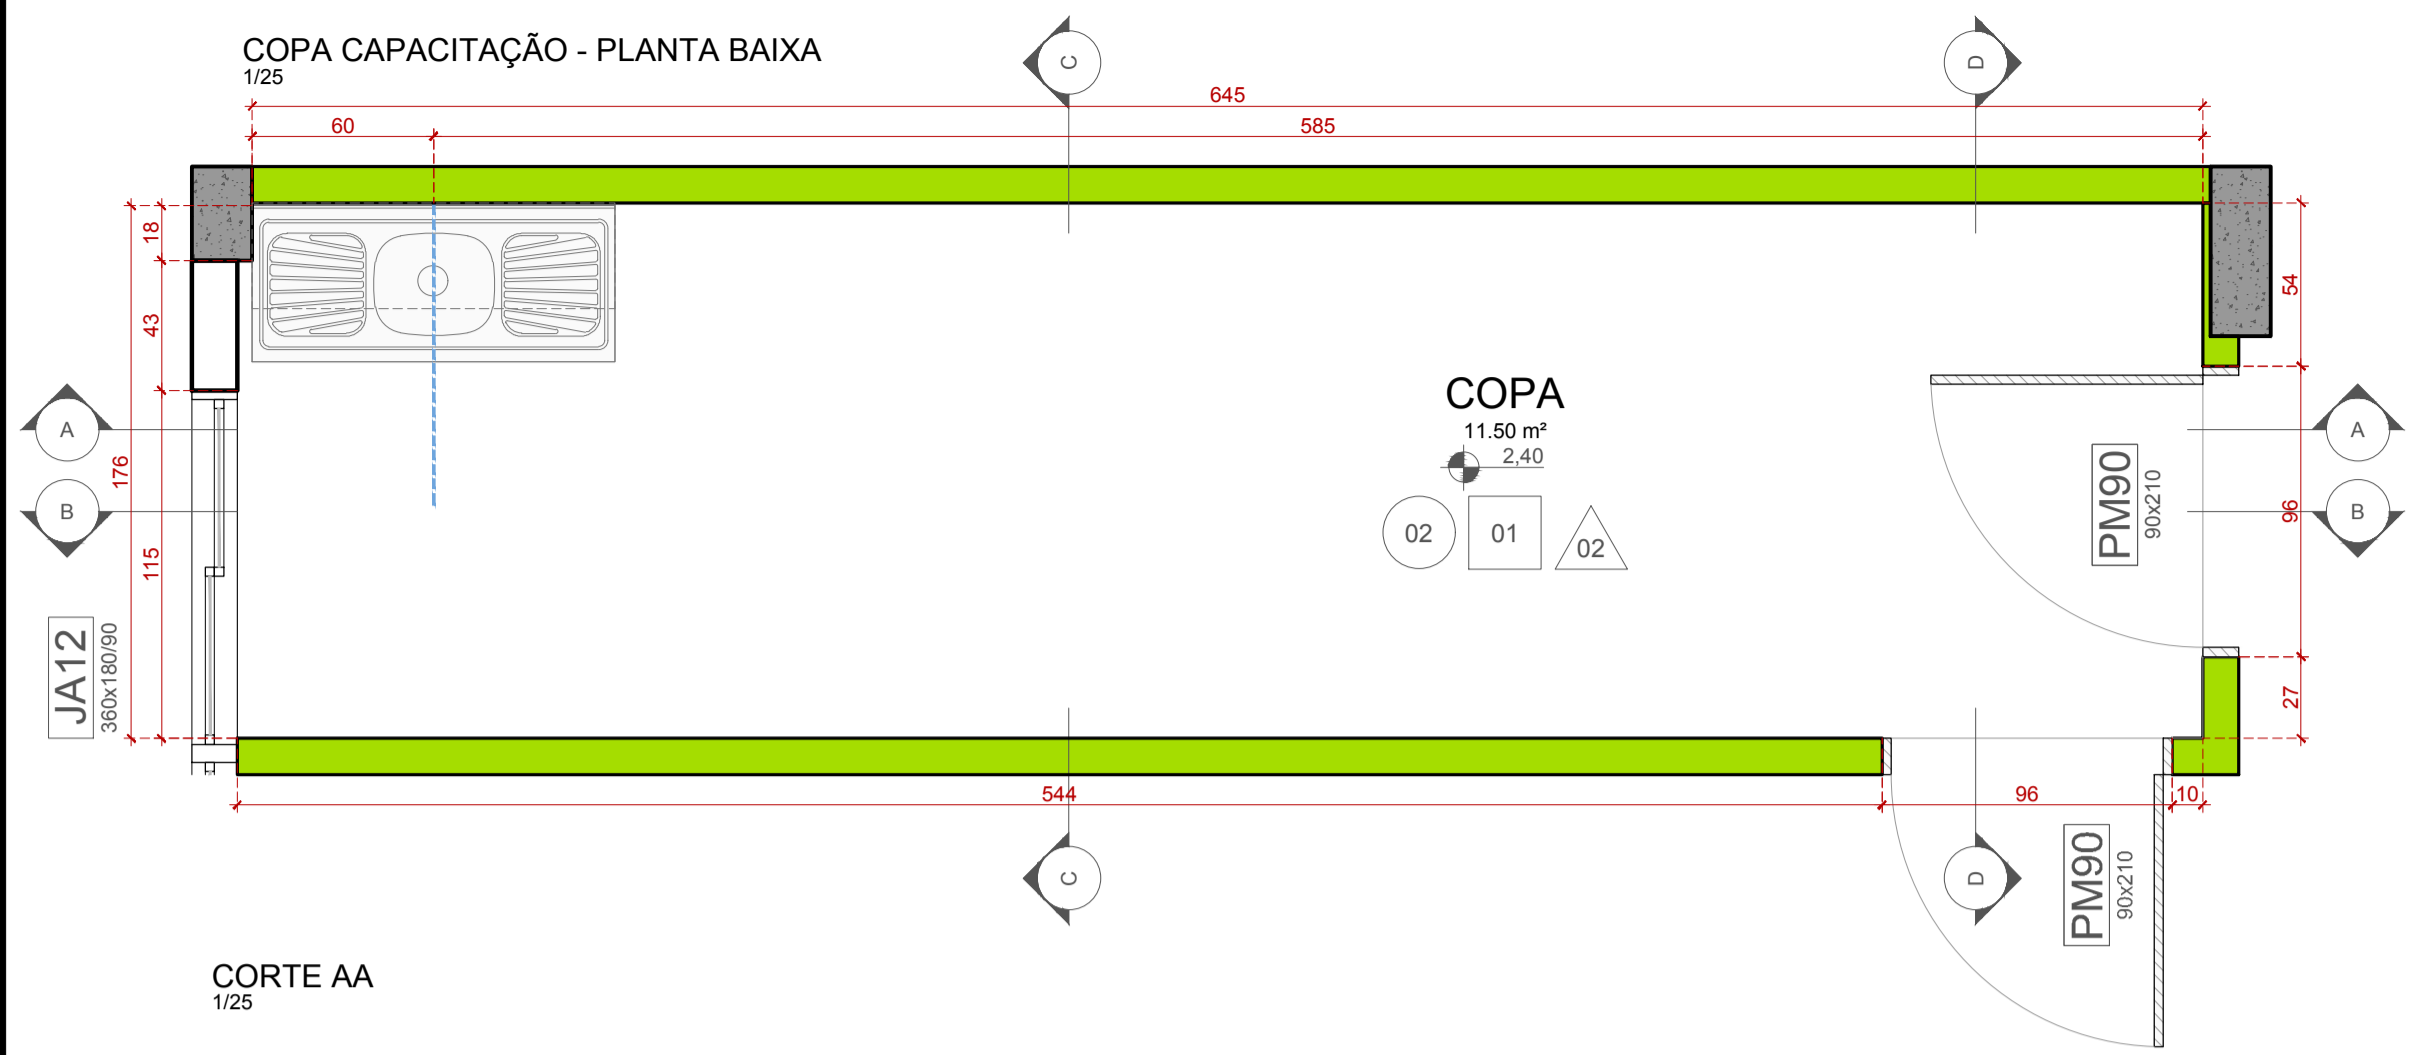 COPA CAPACITAÇÃO - PLANTA BAIXA
1/25
C
D
645
60
585
18
43
176
115
A
B
JA12
360x180/90
COPA
11.50 m²
2,40
02
01
02
54
96
27
A
B
PM90
90x210
544
96
10
C
D
PM90
90x210
CORTE AA
1/25